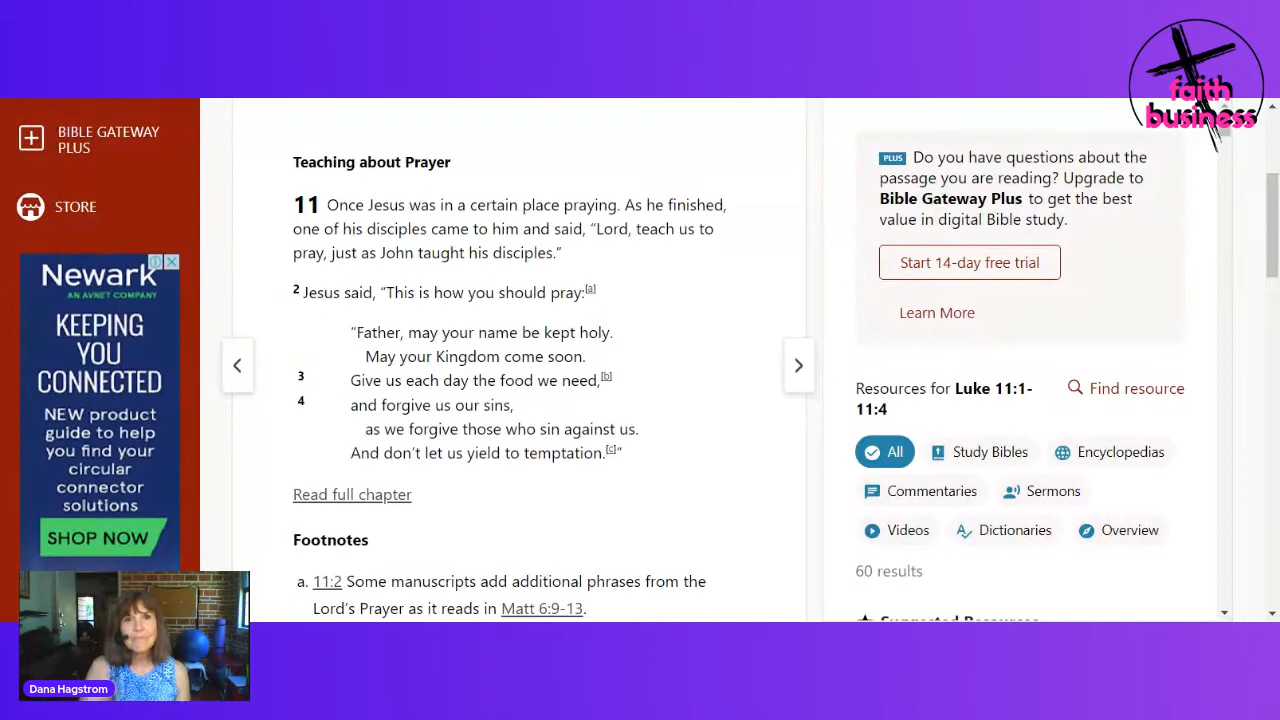 faith
business
BIBLE GATEWAY
PLUS
STORE
Newark
AN AVNET COMPANY
KEEPING
YOU
CONNECTED
NEW product
guide to help
you find your
circular
connector
solutions
SHOP NOW
Dana Hagstrom
Teaching about Prayer
11 Once Jesus was in a certain place praying. As he finished,
one of his disciples came to him and said, “Lord, teach us to
pray, just as John taught his disciples.”
2 Jesus said, “This is how you should pray:[a]
“Father, may your name be kept holy.
May your Kingdom come soon.
3 Give us each day the food we need,[b]
4 and forgive us our sins,
as we forgive those who sin against us.
And don’t let us yield to temptation.[c]”
Read full chapter
Footnotes
a. 11:2 Some manuscripts add additional phrases from the
Lord’s Prayer as it reads in Matt 6:9-13.
PLUS Do you have questions about the
passage you are reading? Upgrade to
Bible Gateway Plus to get the best
value in digital Bible study.
Start 14-day free trial
Learn More
Resources for Luke 11:1-
11:4
Find resource
All Study Bibles Encyclopedias
Commentaries Sermons
Videos Dictionaries Overview
60 results
Suggested Resources